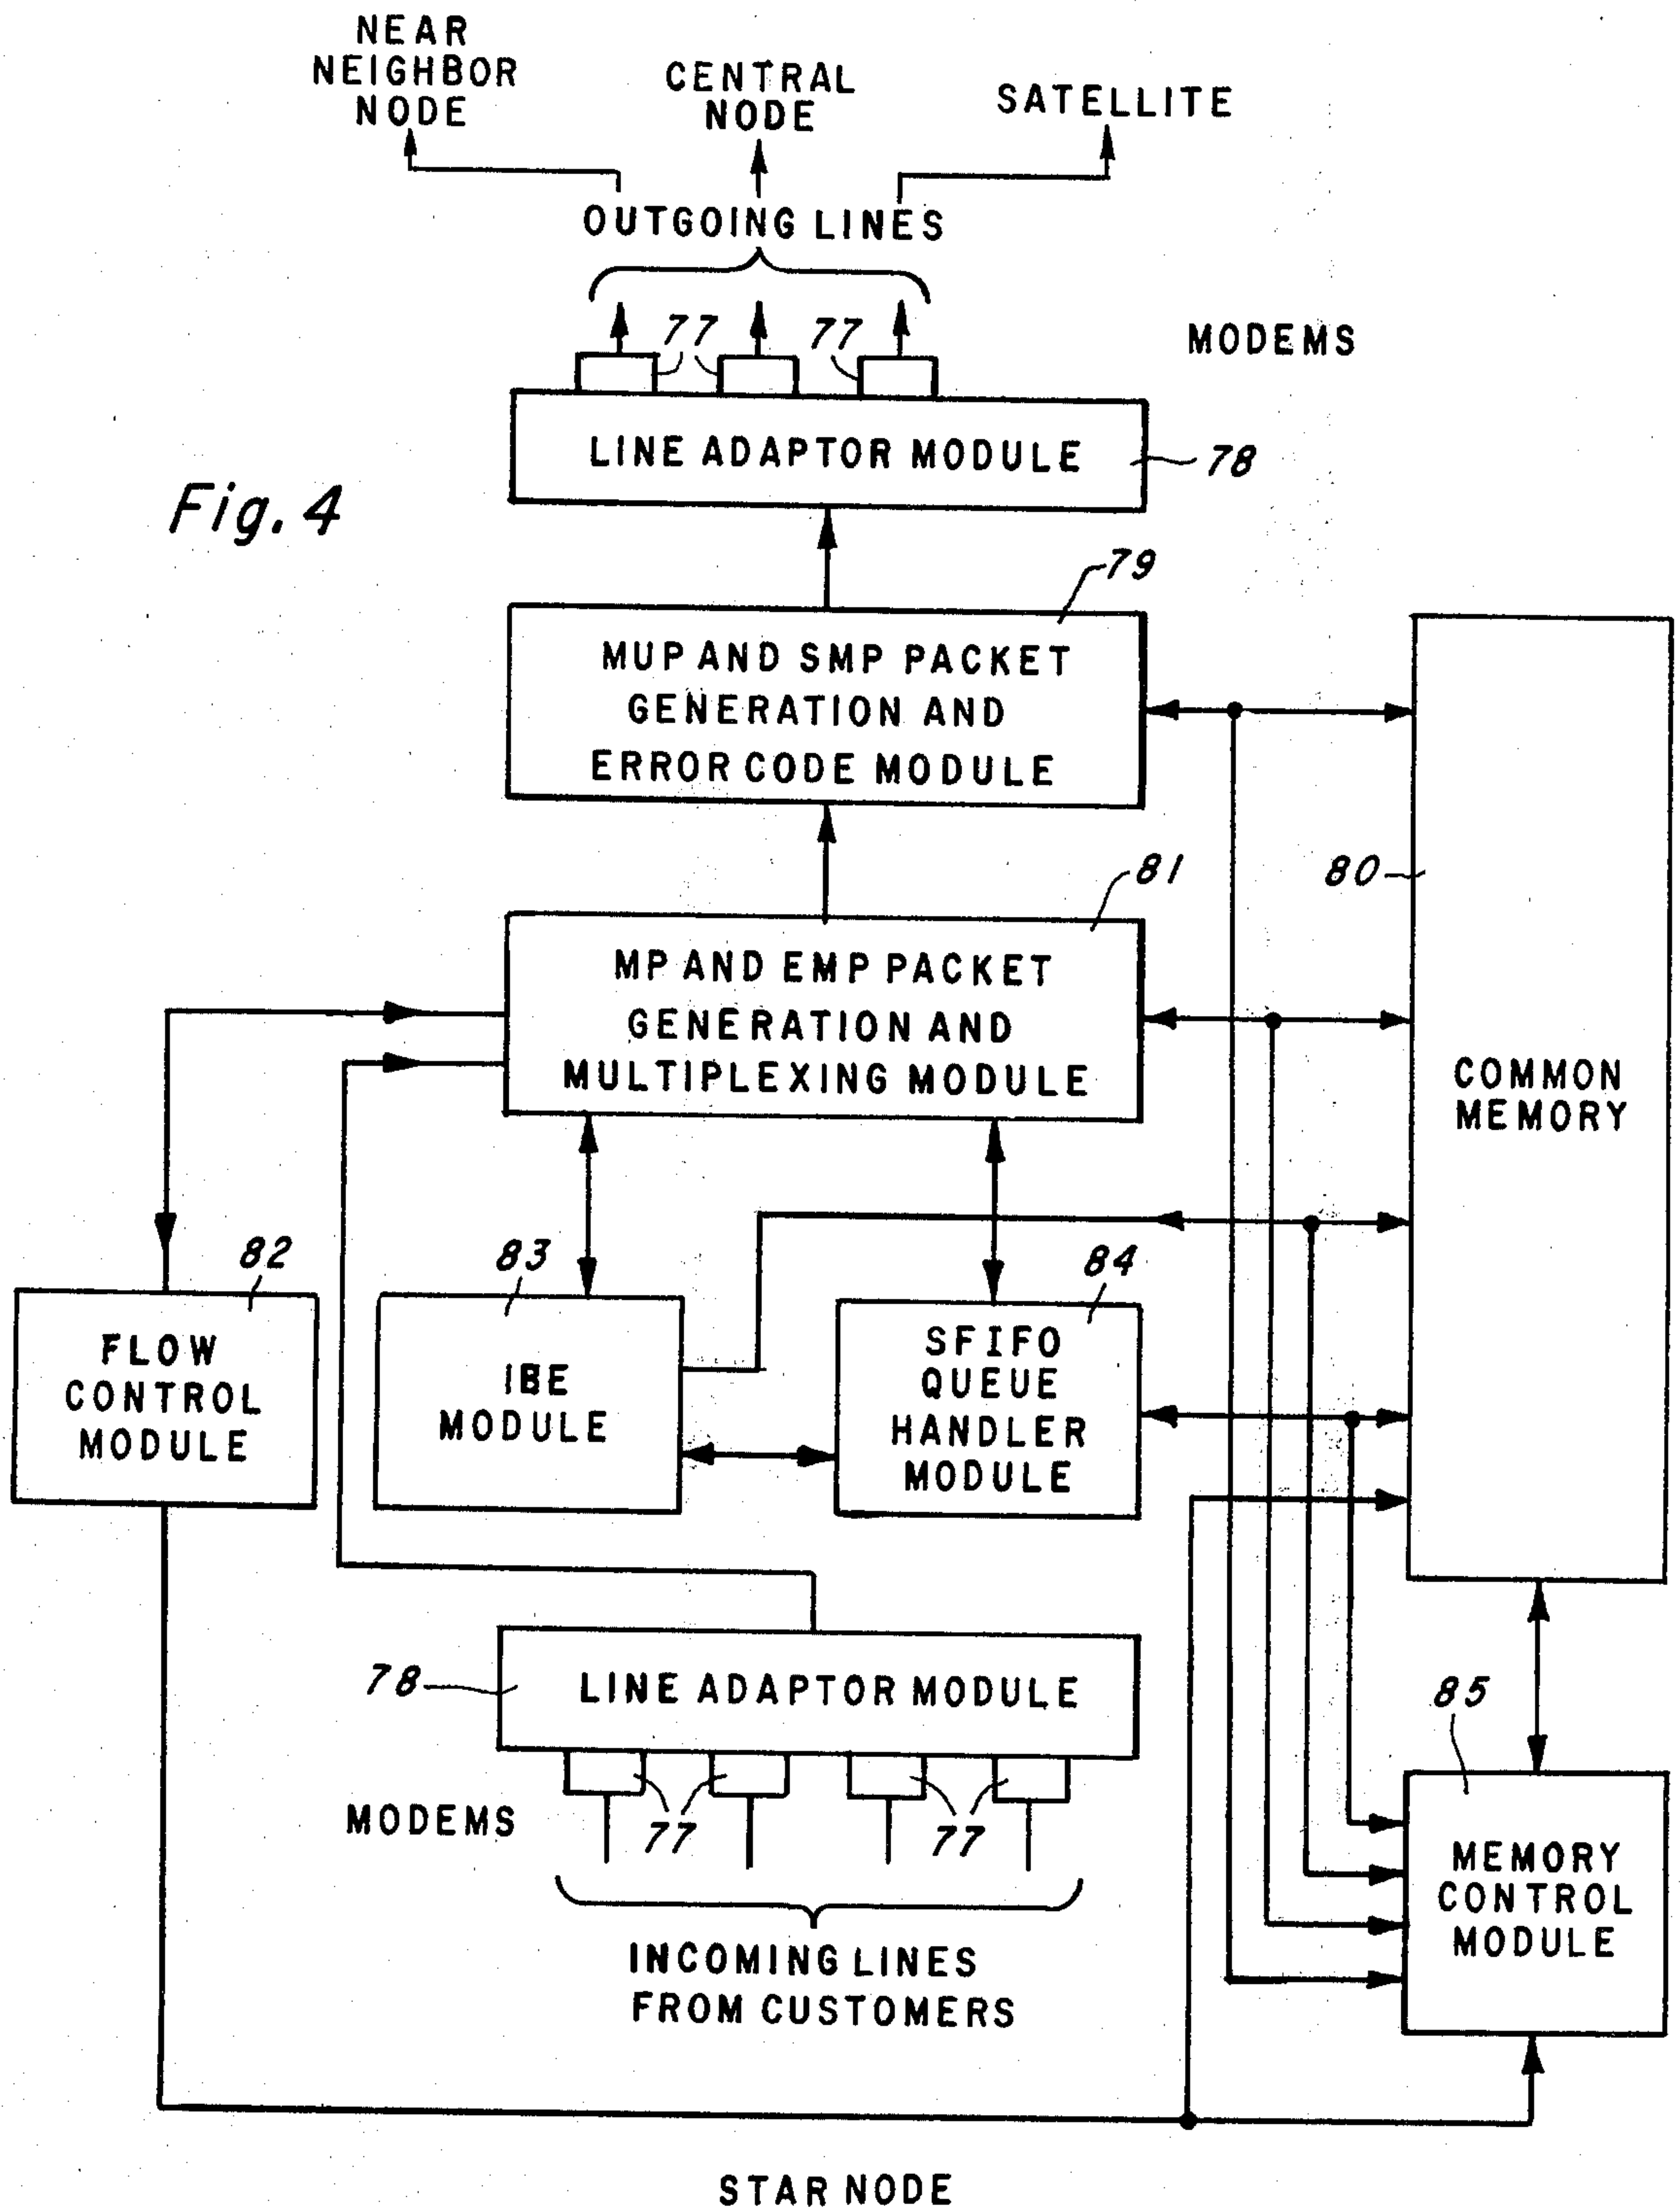 NEAR
NEIGHBOR
NODE
CENTRAL
NODE
SATELLITE
OUTGOING LINES
77
77
MODEMS
LINE ADAPTOR MODULE
78
Fig. 4
79
MUP AND SMP PACKET
GENERATION AND
ERROR CODE MODULE
81
80
MP AND EMP PACKET
GENERATION AND
MULTIPLEXING MODULE
COMMON
MEMORY
82
83
84
FLOW
CONTROL
MODULE
IBE
MODULE
SFIFO
QUEUE
HANDLER
MODULE
78
LINE ADAPTOR MODULE
85
MODEMS
77
77
MEMORY
CONTROL
MODULE
INCOMING LINES
FROM CUSTOMERS
STAR NODE